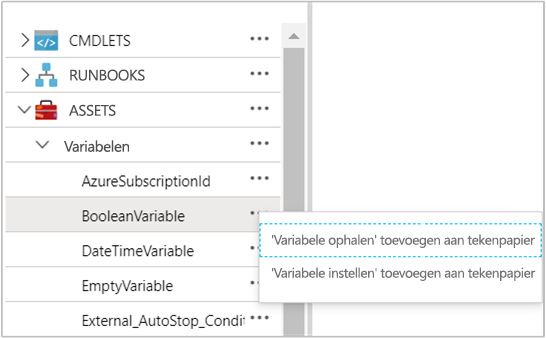 CMDLETS
RUNBOOKS
ASSETS
Variabelen
AzureSubscriptionId
BooleanVariable
'Variabele ophalen' toevoegen aan tekenpapier
DateTimeVariable
'Variabele instellen' toevoegen aan tekenpapier
EmptyVariable
External_AutoStop_Condit